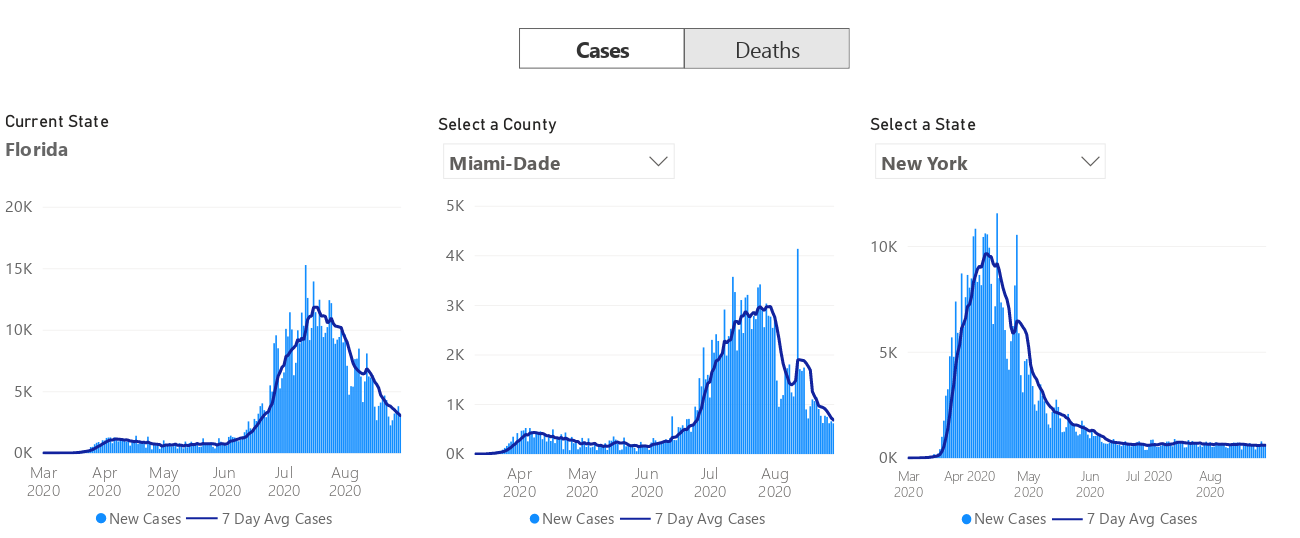 Cases Deaths
Current State
Florida
20K
15K
10K
5K
0K
Mar 2020 Apr 2020 May 2020 Jun 2020 Jul 2020 Aug 2020
New Cases 7 Day Avg Cases
Select a County
Miami-Dade
5K
4K
3K
2K
1K
0K
Apr 2020 May 2020 Jun 2020 Jul 2020 Aug 2020
New Cases 7 Day Avg Cases
Select a State
New York
10K
5K
0K
Mar 2020 Apr 2020 May 2020 Jun 2020 Jul 2020 Aug 2020
New Cases 7 Day Avg Cases